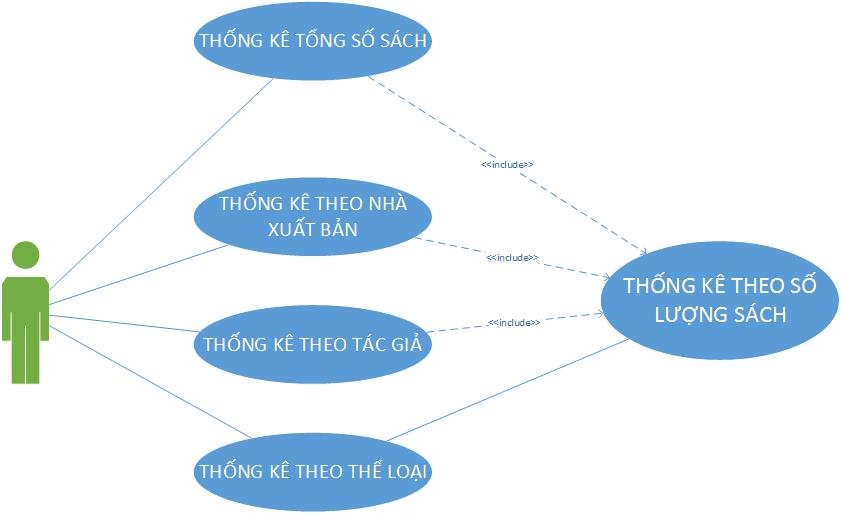 THỐNG KÊ TỔNG SỐ SÁCH
<<include>>
THỐNG KÊ THEO NHÀ
XUẤT BẢN
<<include>>
THỐNG KÊ THEO SỐ
LƯỢNG SÁCH
<<include>>
THỐNG KÊ THEO TÁC GIẢ
THỐNG KÊ THEO THỂ LOẠI